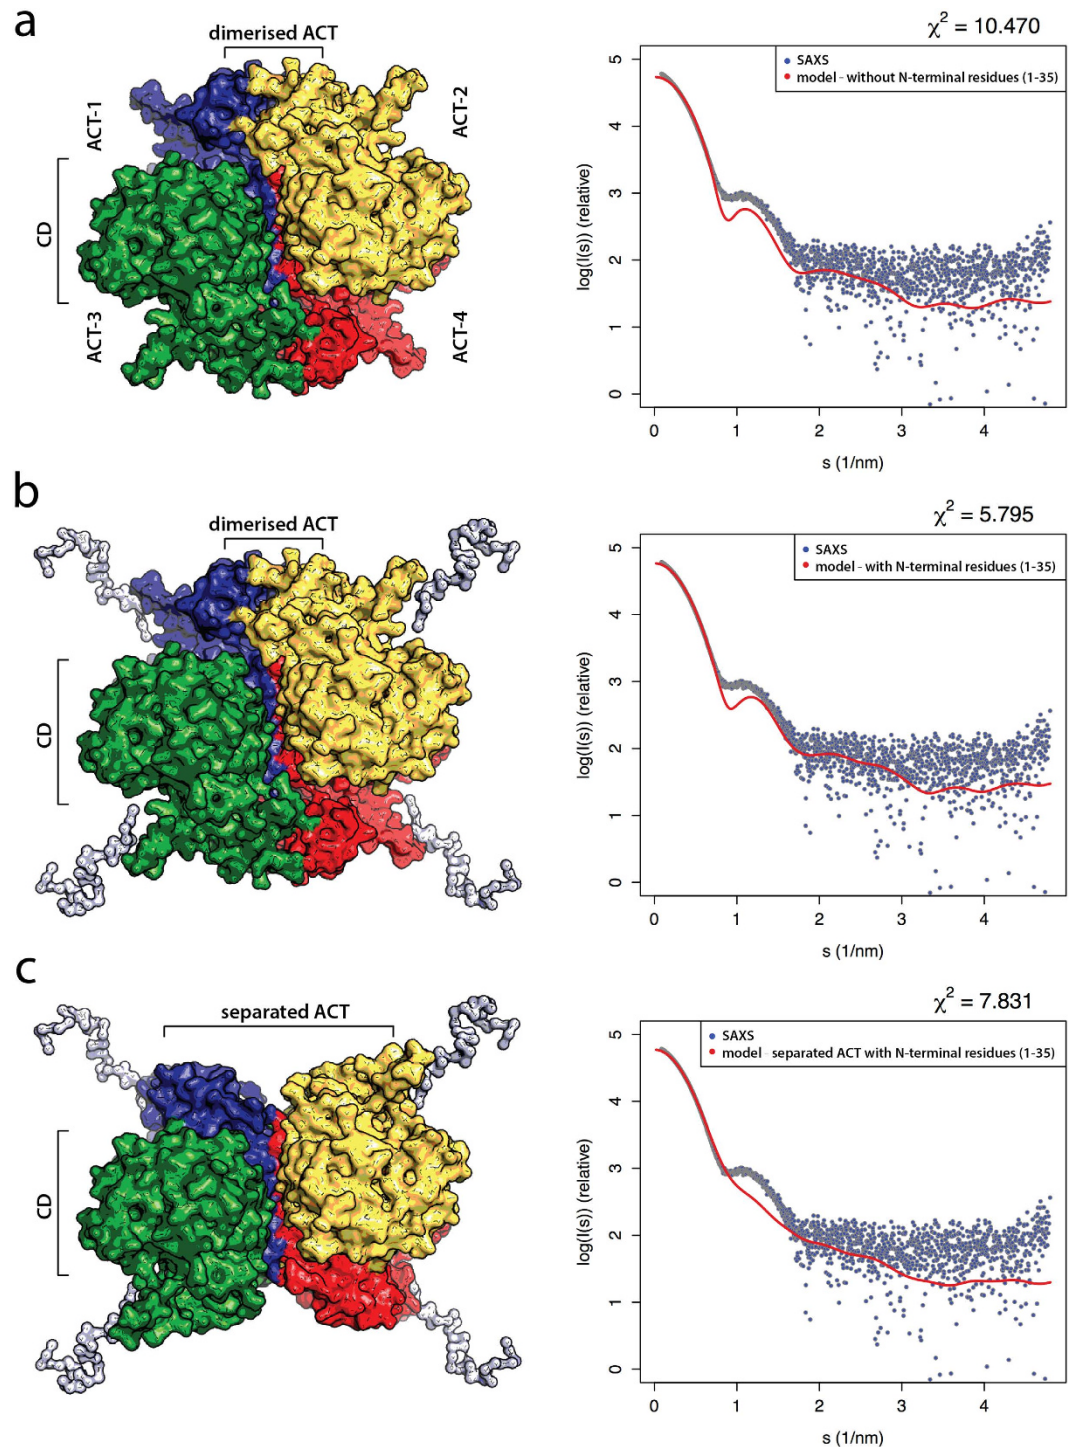 a
dimerised ACT
ACT-1
ACT-2
CD
ACT-3
ACT-4
χ² = 10.470
SAXS
model - without N-terminal residues (1-35)
log(I(s)) (relative)
5
4
3
2
1
0
0 1 2 3 4
s (1/nm)
b
dimerised ACT
CD
χ² = 5.795
SAXS
model - with N-terminal residues (1-35)
log(I(s)) (relative)
5
4
3
2
1
0
0 1 2 3 4
s (1/nm)
c
separated ACT
CD
χ² = 7.831
SAXS
model - separated ACT with N-terminal residues (1-35)
log(I(s)) (relative)
5
4
3
2
1
0
0 1 2 3 4
s (1/nm)